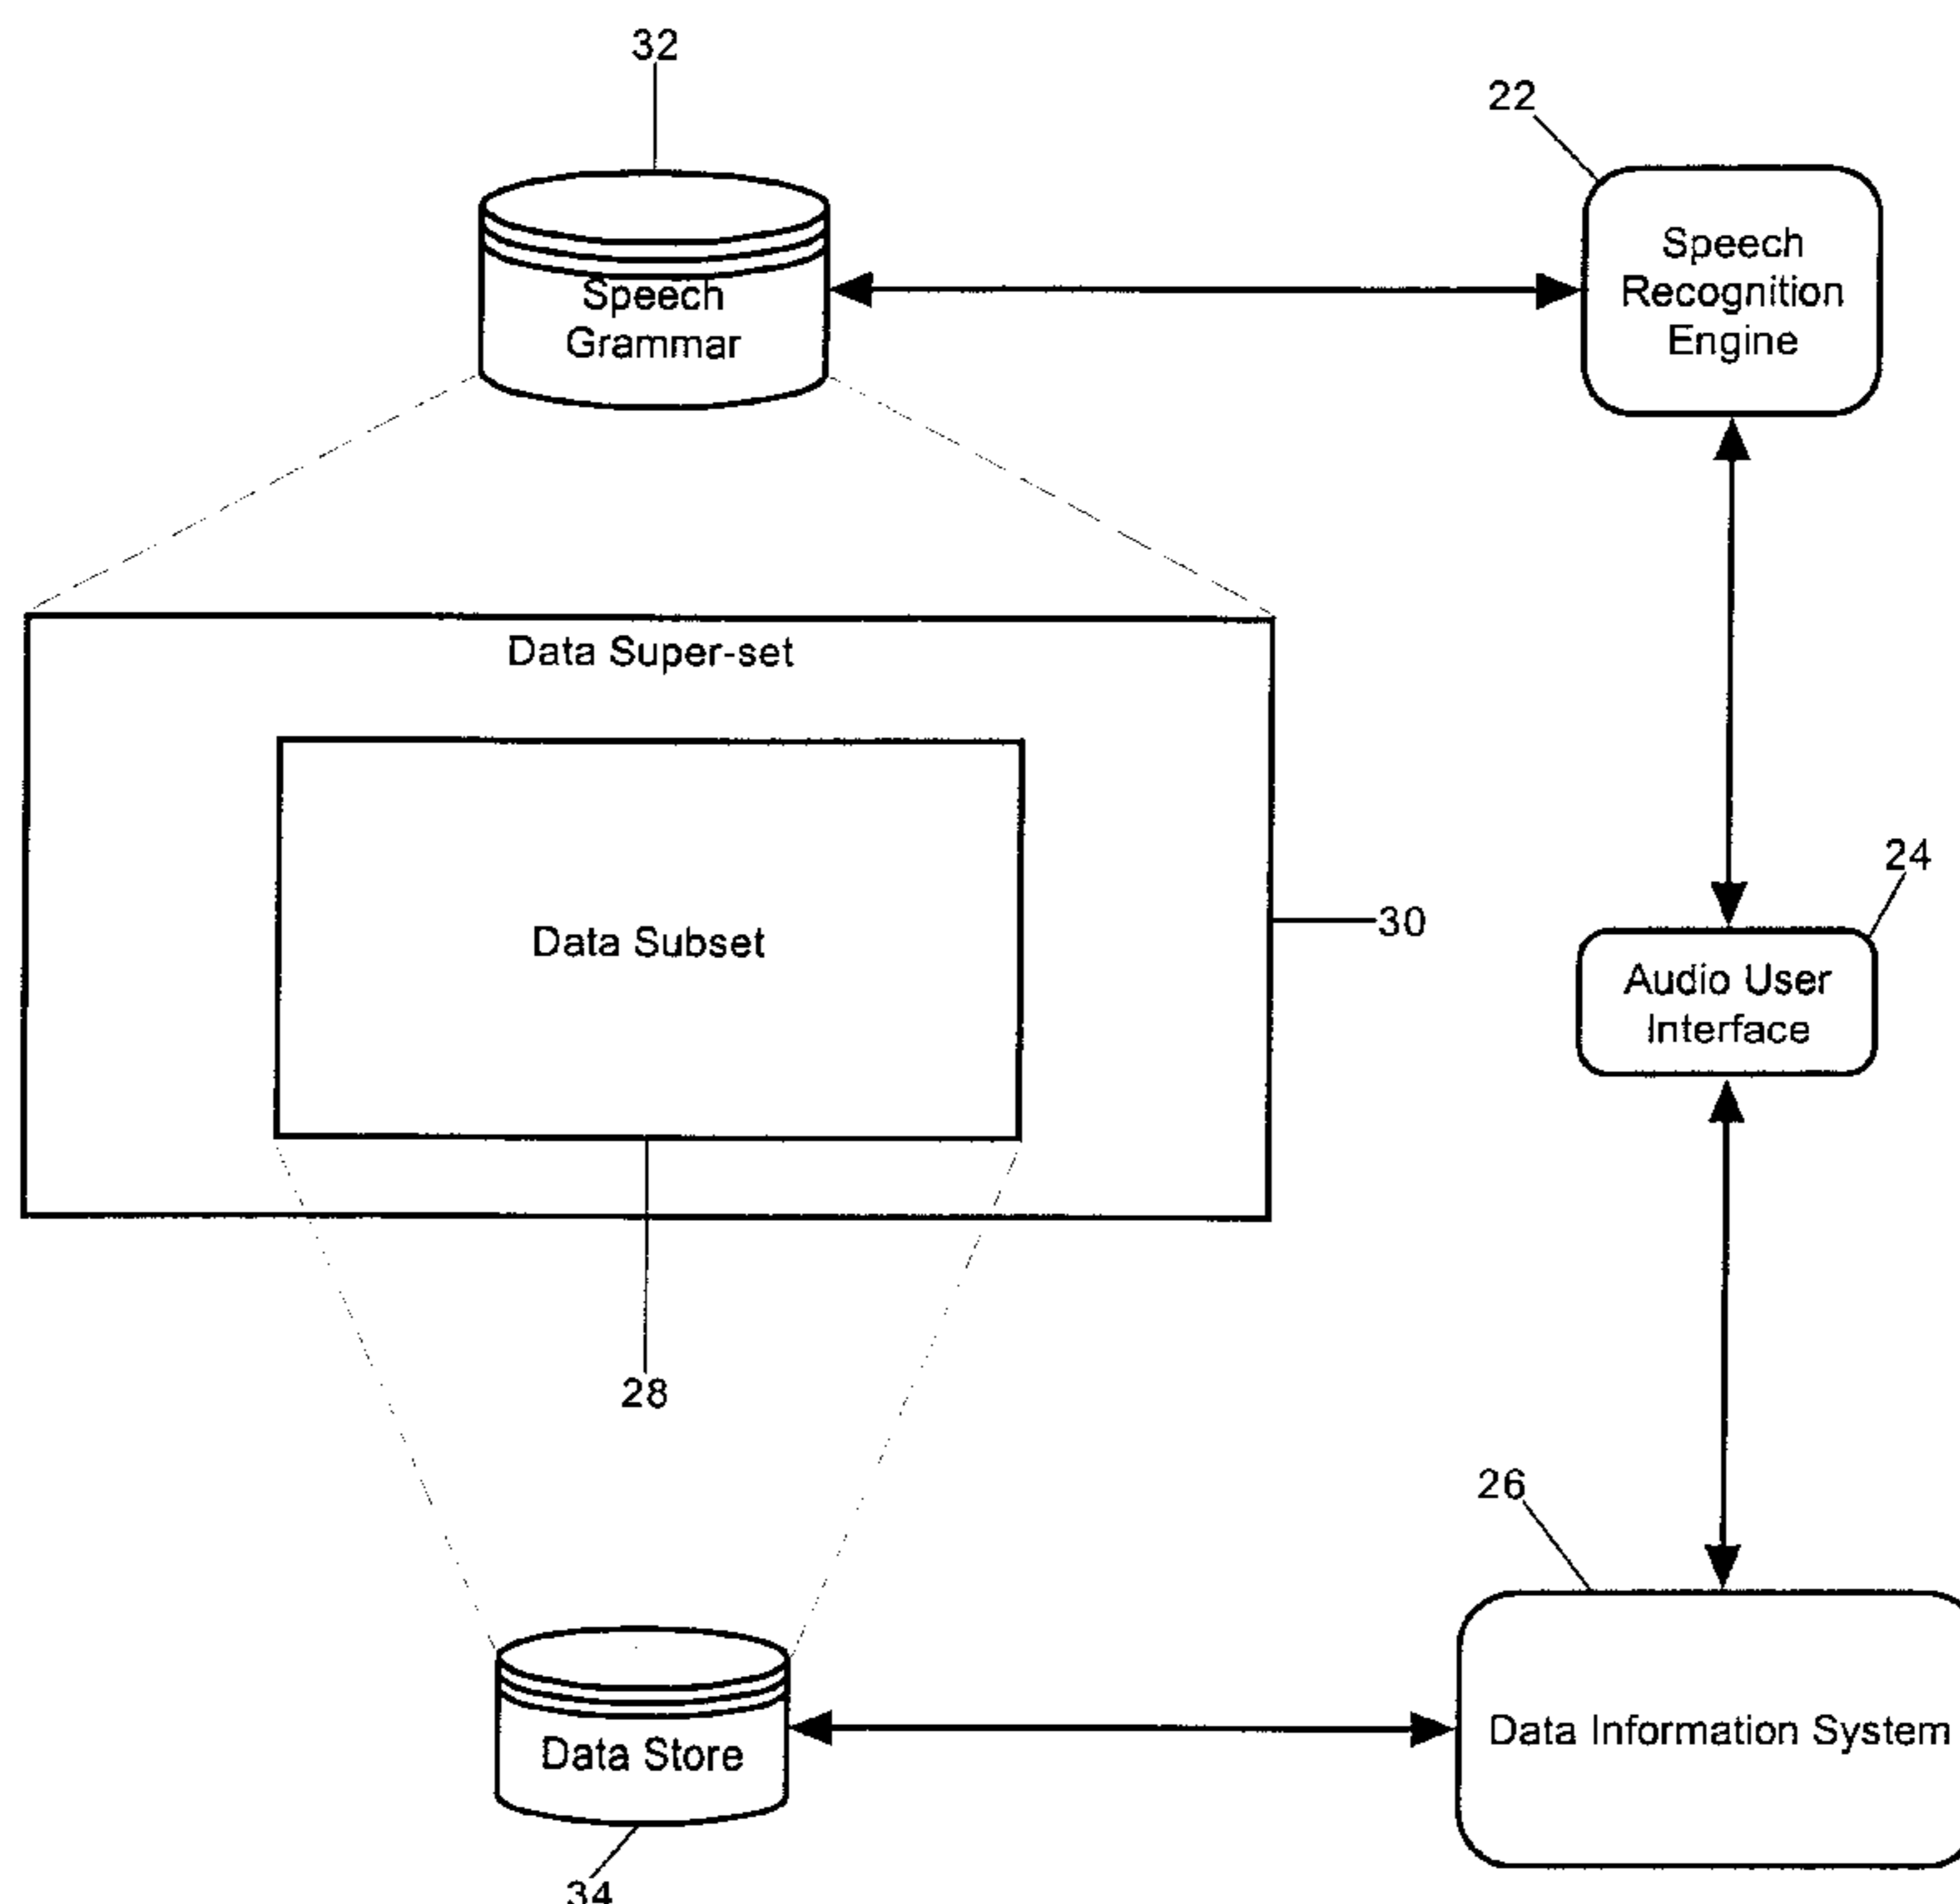 32
22
Speech
Grammar
Speech
Recognition
Engine
Data Super-set
Data Subset
30
24
Audio User
Interface
28
26
Data Store
Data Information System
34